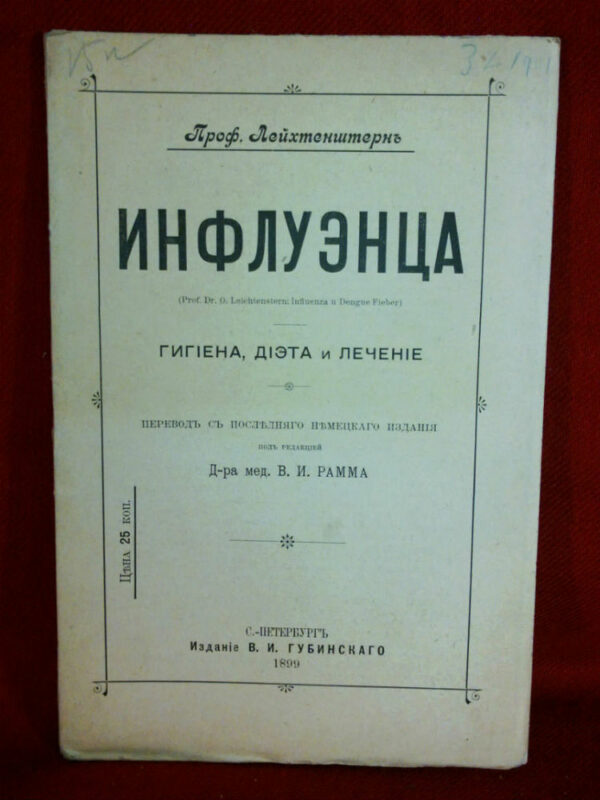 Проф. Лейхтенштернъ
ИНФЛУЭНЦА
(Prof. Dr. O. Leichtenstern: Influenza u Dengue Fieber)
ГИГІЕНА, ДІЭТА и ЛЕЧЕНІЕ
ПЕРЕВОДЪ СЪ ПОСЛѢДНЯГО НѢМЕЦКАГО ИЗДАНІЯ
ПОДЪ РЕДАКЦІЕЙ
Д-ра мед. В. И. РАММА
Цѣна 25 коп.
С.-ПЕТЕРБУРГЪ
Изданіе В. И. ГУБИНСКАГО
1899